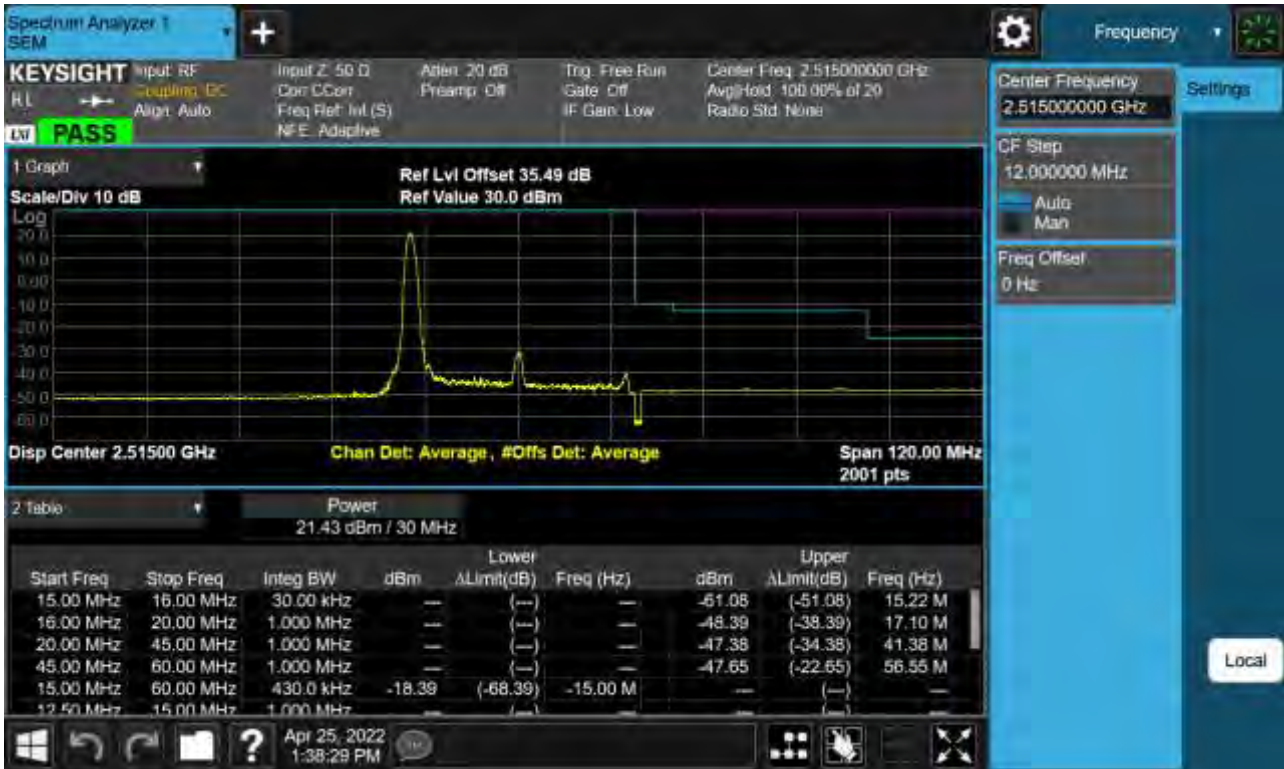 Spectrum Analyzer 1
SEM
Frequency
KEYSIGHT
RL
PASS
Input: RF
Coupling: DC
Align: Auto
Input Z: 50 Ω
Corr CCorr
Freq Ref: Int (S)
NFE: Adaptive
Atten: 20 dB
Preamp: Off
Trig: Free Run
Gate: Off
IF Gain: Low
Center Freq: 2.515000000 GHz
Avg|Hold: 100.00% of 20
Radio Std: None
Center Frequency
2.515000000 GHz
Settings
CF Step
12.000000 MHz
Auto
Man
Freq Offset
0 Hz
1 Graph
Scale/Div 10 dB
Ref Lvl Offset 35.49 dB
Ref Value 30.0 dBm
Log
20.0
10.0
0.00
-10.0
-20.0
-30.0
-40.0
-50.0
-60.0
Disp Center 2.51500 GHz
Chan Det: Average, #Offs Det: Average
Span 120.00 MHz
2001 pts
2 Table
Power
21.43 dBm / 30 MHz
Lower Upper
Start Freq Stop Freq Integ BW dBm ΔLimit(dB) Freq (Hz) dBm ΔLimit(dB) Freq (Hz)
15.00 MHz 16.00 MHz 30.00 kHz --- (---) --- -61.08 (-51.08) 15.22 M
16.00 MHz 20.00 MHz 1.000 MHz --- (---) --- -48.39 (-38.39) 17.10 M
20.00 MHz 45.00 MHz 1.000 MHz --- (---) --- -47.38 (-34.38) 41.38 M
45.00 MHz 60.00 MHz 1.000 MHz --- (---) --- -47.65 (-22.65) 56.55 M
15.00 MHz 60.00 MHz 430.0 kHz -18.39 (-68.39) -15.00 M --- (---) ---
12.50 MHz 15.00 MHz 1.000 MHz --- (---) --- --- (---) ---
Local
?
Apr 25, 2022
1:38:29 PM